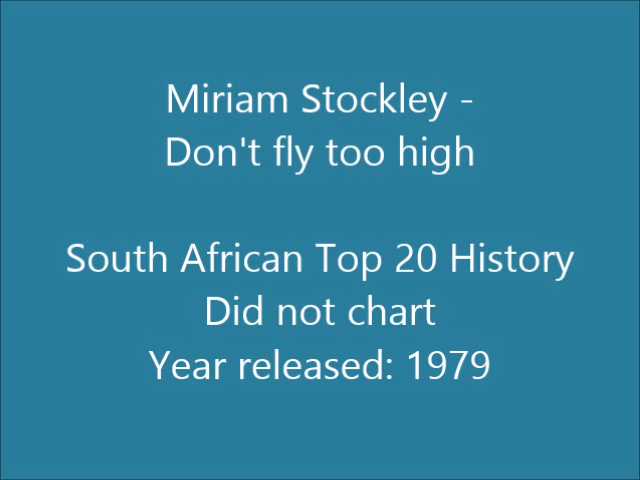 Miriam Stockley -
Don't fly too high
South African Top 20 History
Did not chart
Year released: 1979